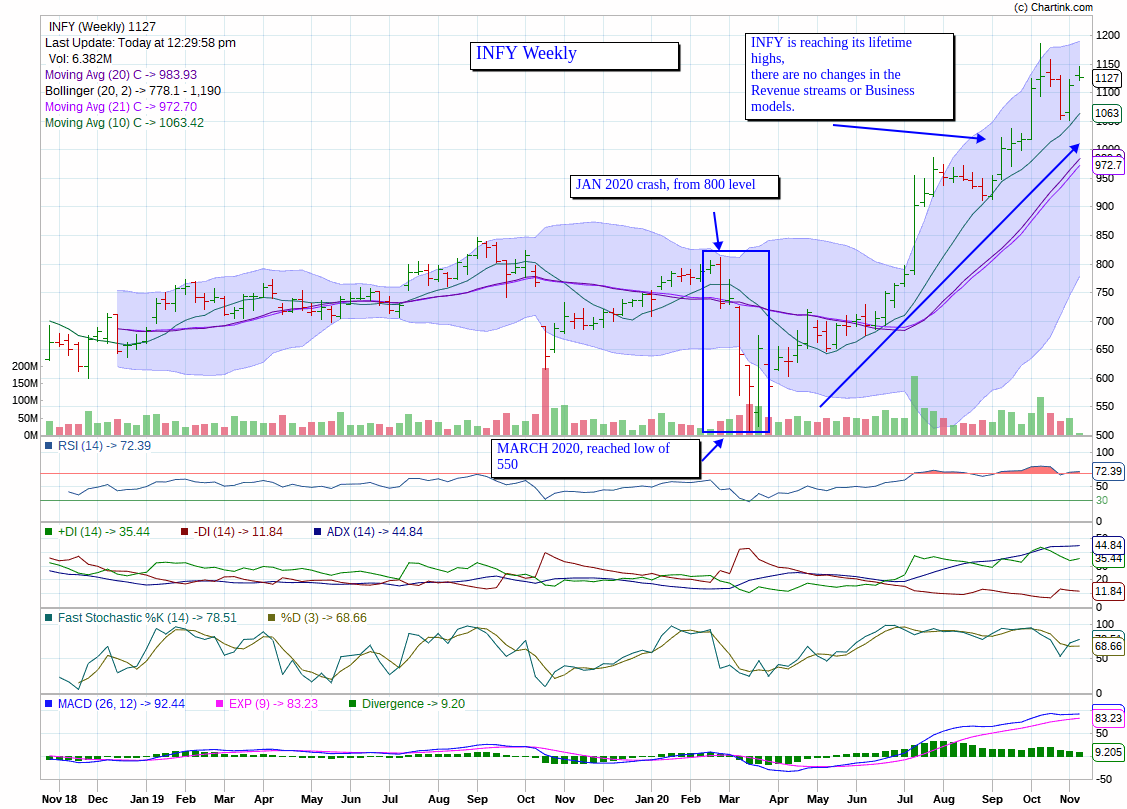 (c) Chartink.com
INFY (Weekly) 1127
Last Update: Today at 12:29:58 pm
Vol: 6.382M
Moving Avg (20) C -> 983.93
Bollinger (20, 2) -> 778.1 - 1,190
Moving Avg (21) C -> 972.70
Moving Avg (10) C -> 1063.42
INFY Weekly
INFY is reaching its lifetime
highs,
there are no changes in the
Revenue streams or Business
models.
JAN 2020 crash, from 800 level
MARCH 2020, reached low of
550
1200
1150
1127
1100
1063
1000
972.7
950
900
850
800
750
700
650
600
550
500
200M
150M
100M
50M
0M
RSI (14) -> 72.39
100
72.39
50
30
0
+DI (14) -> 35.44 -DI (14) -> 11.84 ADX (14) -> 44.84
44.84
35.44
20
11.84
0
Fast Stochastic %K (14) -> 78.51 %D (3) -> 68.66
100
68.66
50
0
MACD (26, 12) -> 92.44 EXP (9) -> 83.23 Divergence -> 9.20
83.23
50
9.205
-50
Nov 18 Dec Jan 19 Feb Mar Apr May Jun Jul Aug Sep Oct Nov Dec Jan 20 Feb Mar Apr May Jun Jul Aug Sep Oct Nov